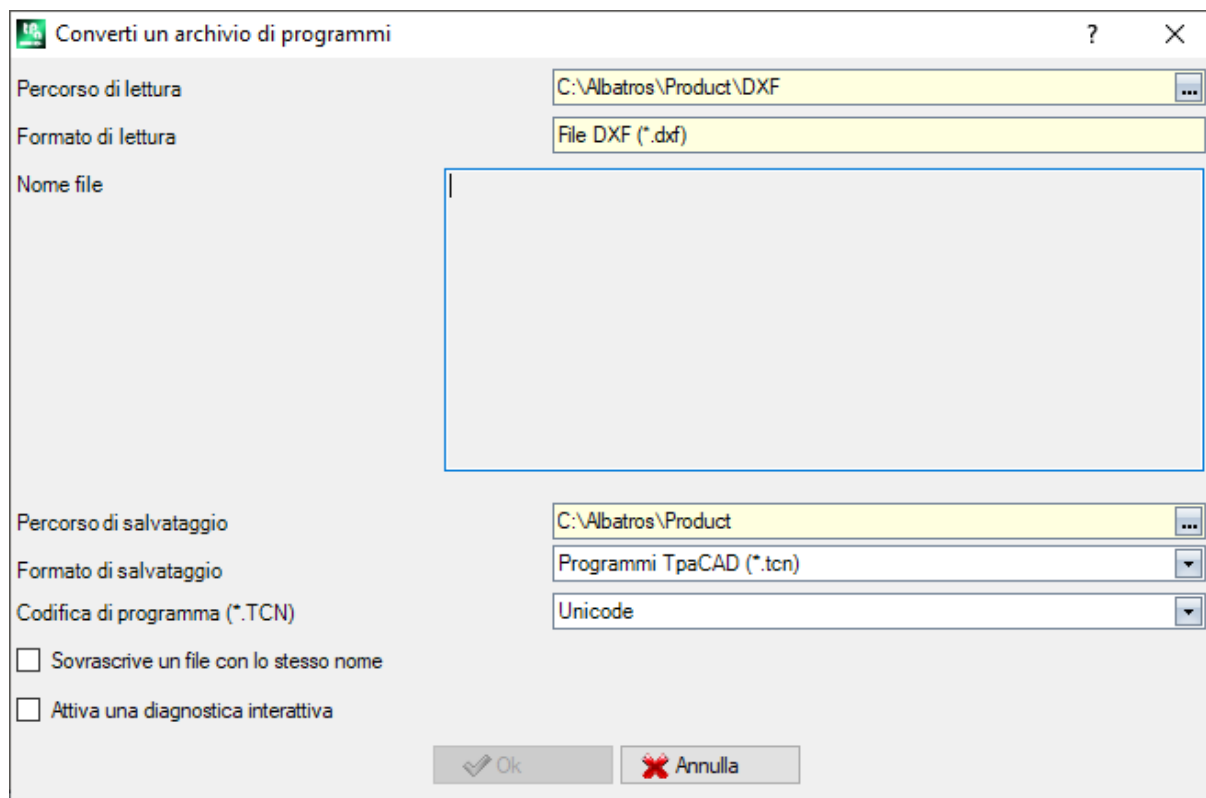 Converti un archivio di programmi ?
Percorso di lettura C:\Albatros\Product\DXF ...
Formato di lettura File DXF (*.dxf)
Nome file
Percorso di salvataggio C:\Albatros\Product ...
Formato di salvataggio Programmi TpaCAD (*.tcn)
Codifica di programma (*.TCN) Unicode
Sovrascrive un file con lo stesso nome
Attiva una diagnostica interattiva
Ok Annulla